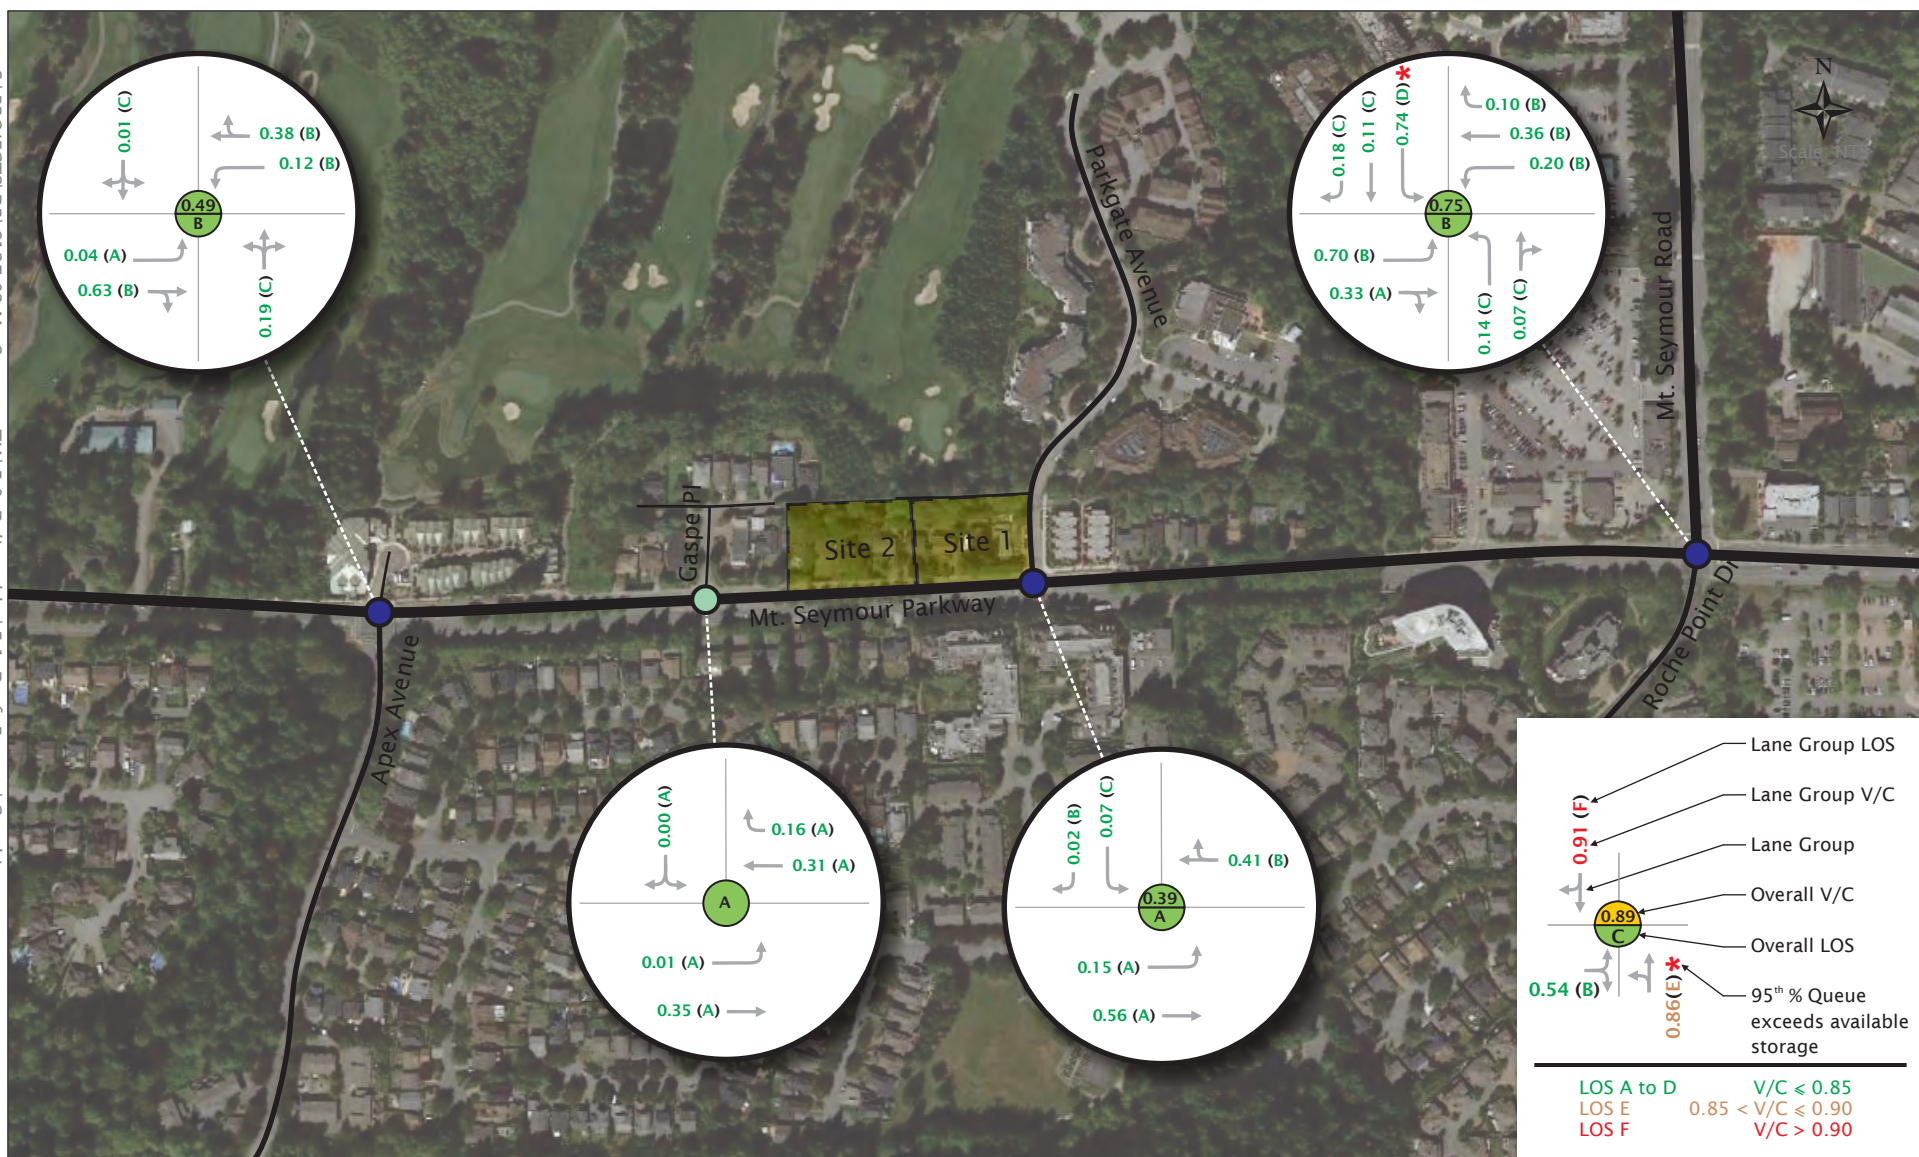 0.01 (C)
0.38 (B)
0.12 (B)
0.49
B
0.04 (A)
0.63 (B)
0.19 (C)
0.18 (C)
0.11 (C)
0.74 (D)*
0.10 (B)
0.36 (B)
0.20 (B)
0.75
B
0.70 (B)
0.33 (A)
0.14 (C)
0.07 (C)
N
Scale: NTS
Parkgate Avenue
Mt. Seymour Road
Gaspe Pl
Site 2
Site 1
Mt. Seymour Parkway
Apex Avenue
Roche Point Dr
0.00 (A)
0.16 (A)
0.31 (A)
A
0.01 (A)
0.35 (A)
0.02 (B)
0.07 (C)
0.41 (B)
0.39
A
0.15 (A)
0.56 (A)
Lane Group LOS
0.91 (F)
Lane Group V/C
Lane Group
Overall V/C
0.89
C
Overall LOS
0.54 (B)
0.86(E)*
95th % Queue
exceeds available
storage
LOS A to D V/C ⩽ 0.85
LOS E 0.85 < V/C ⩽ 0.90
LOS F V/C > 0.90